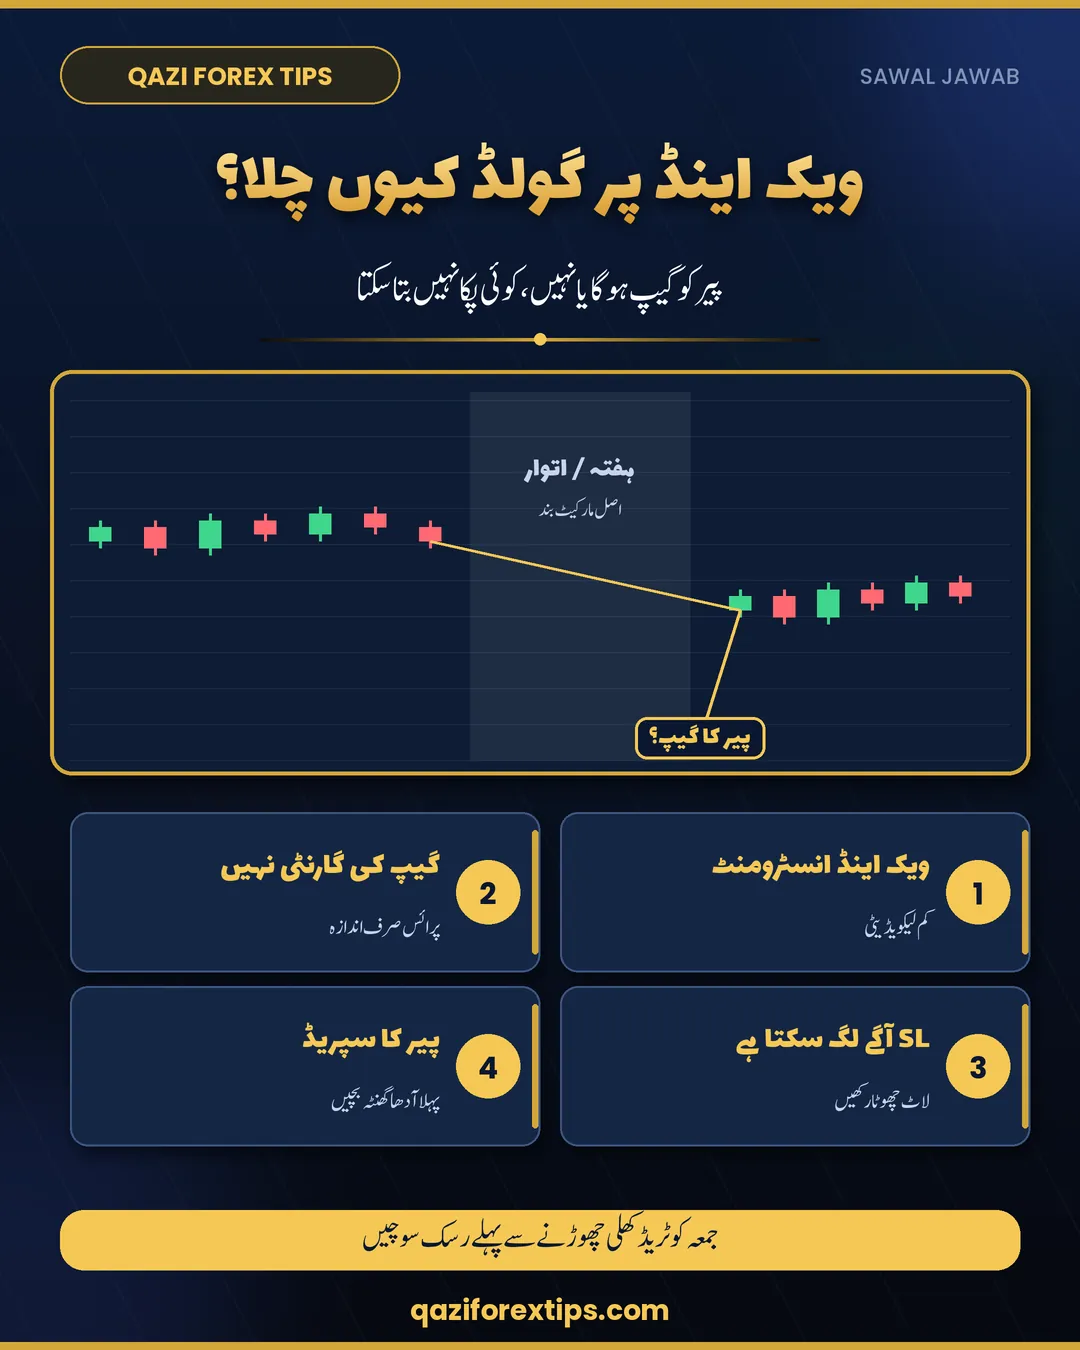 QAZI FOREX TIPS
SAWAL JAWAB
ویک اینڈ پر گولڈ کیوں چلا؟
پیر کو گیپ ہو گا یا نہیں، کوئی پکا نہیں بتا سکتا
ہفتہ / اتوار
اصل مارکیٹ بند
پیر کا گیپ؟
1
ویک اینڈ انسٹرومنٹ
کم لیکویڈیٹی
2
گیپ کی گارنٹی نہیں
پرائس صرف اندازہ
3
SL آگے لگ سکتا ہے
لاٹ چھوٹا رکھیں
4
پیر کا سپریڈ
پہلا آدھا گھنٹہ بچیں
جمعہ کو ٹریڈ کھلی چھوڑنے سے پہلے رسک سوچیں
qaziforextips.com